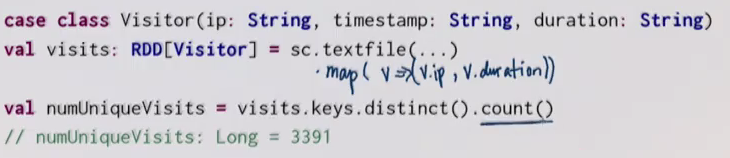 case class Visitor(ip: String, timestamp: String, duration: String)
val visits: RDD[Visitor] = sc.textfile(...)
.map( v => (v.ip, v.duration))
val numUniqueVisits = visits.keys.distinct().count()
// numUniqueVisits: Long = 3391